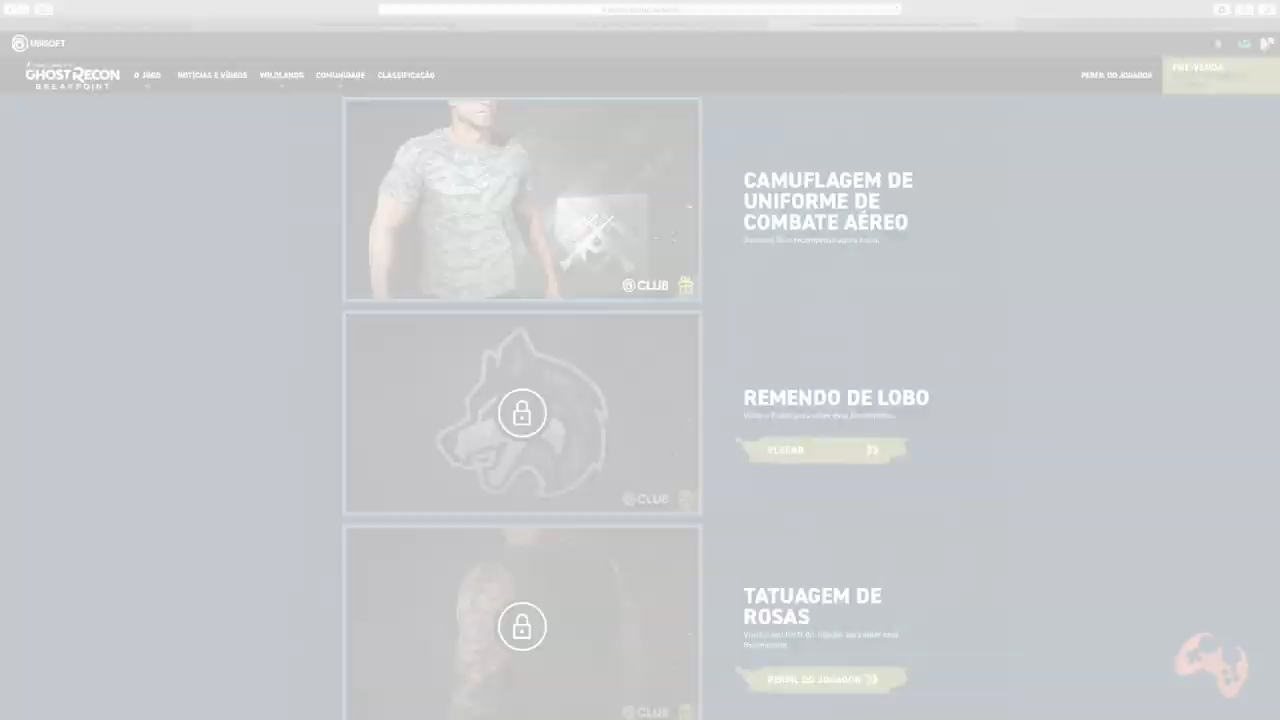 UBISOFT
GHOST RECON
BREAKPOINT
O JOGO
NOTÍCIAS E VÍDEOS
WILDLANDS
COMUNIDADE
CLASSIFICAÇÃO
PERFIL DO JOGADOR
PRÉ-VENDA
CAMUFLAGEM DE
UNIFORME DE
COMBATE AÉREO
CLUB
REMENDO DE LOBO
CLUB
TATUAGEM DE
ROSAS
PERFIL DO JOGADOR
CLUB